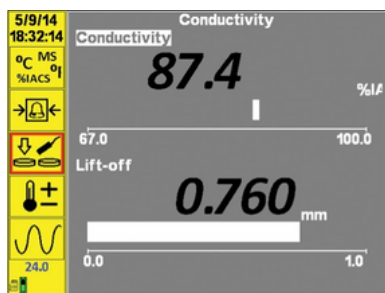 5/9/14
18:32:14
Conductivity
Conductivity
°C MS
%IACS °F
87.4
%IA
67.0
100.0
Lift-off
0.760
mm
0.0
1.0
24.0